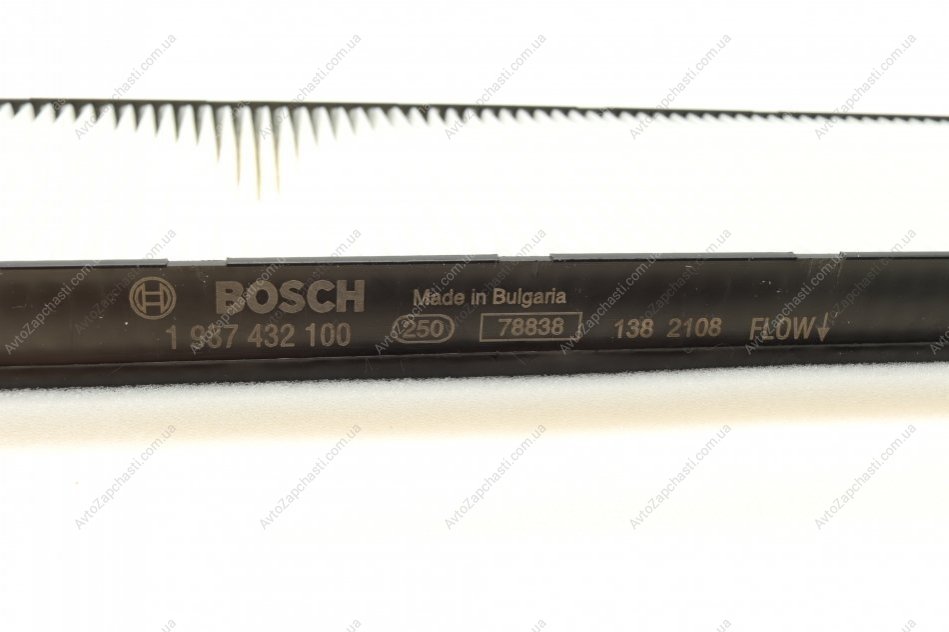 BOSCH Made in Bulgaria
1 987 432 100 250 78838 138 2108 FLOW↓
AvtoZapchasti.com.ua